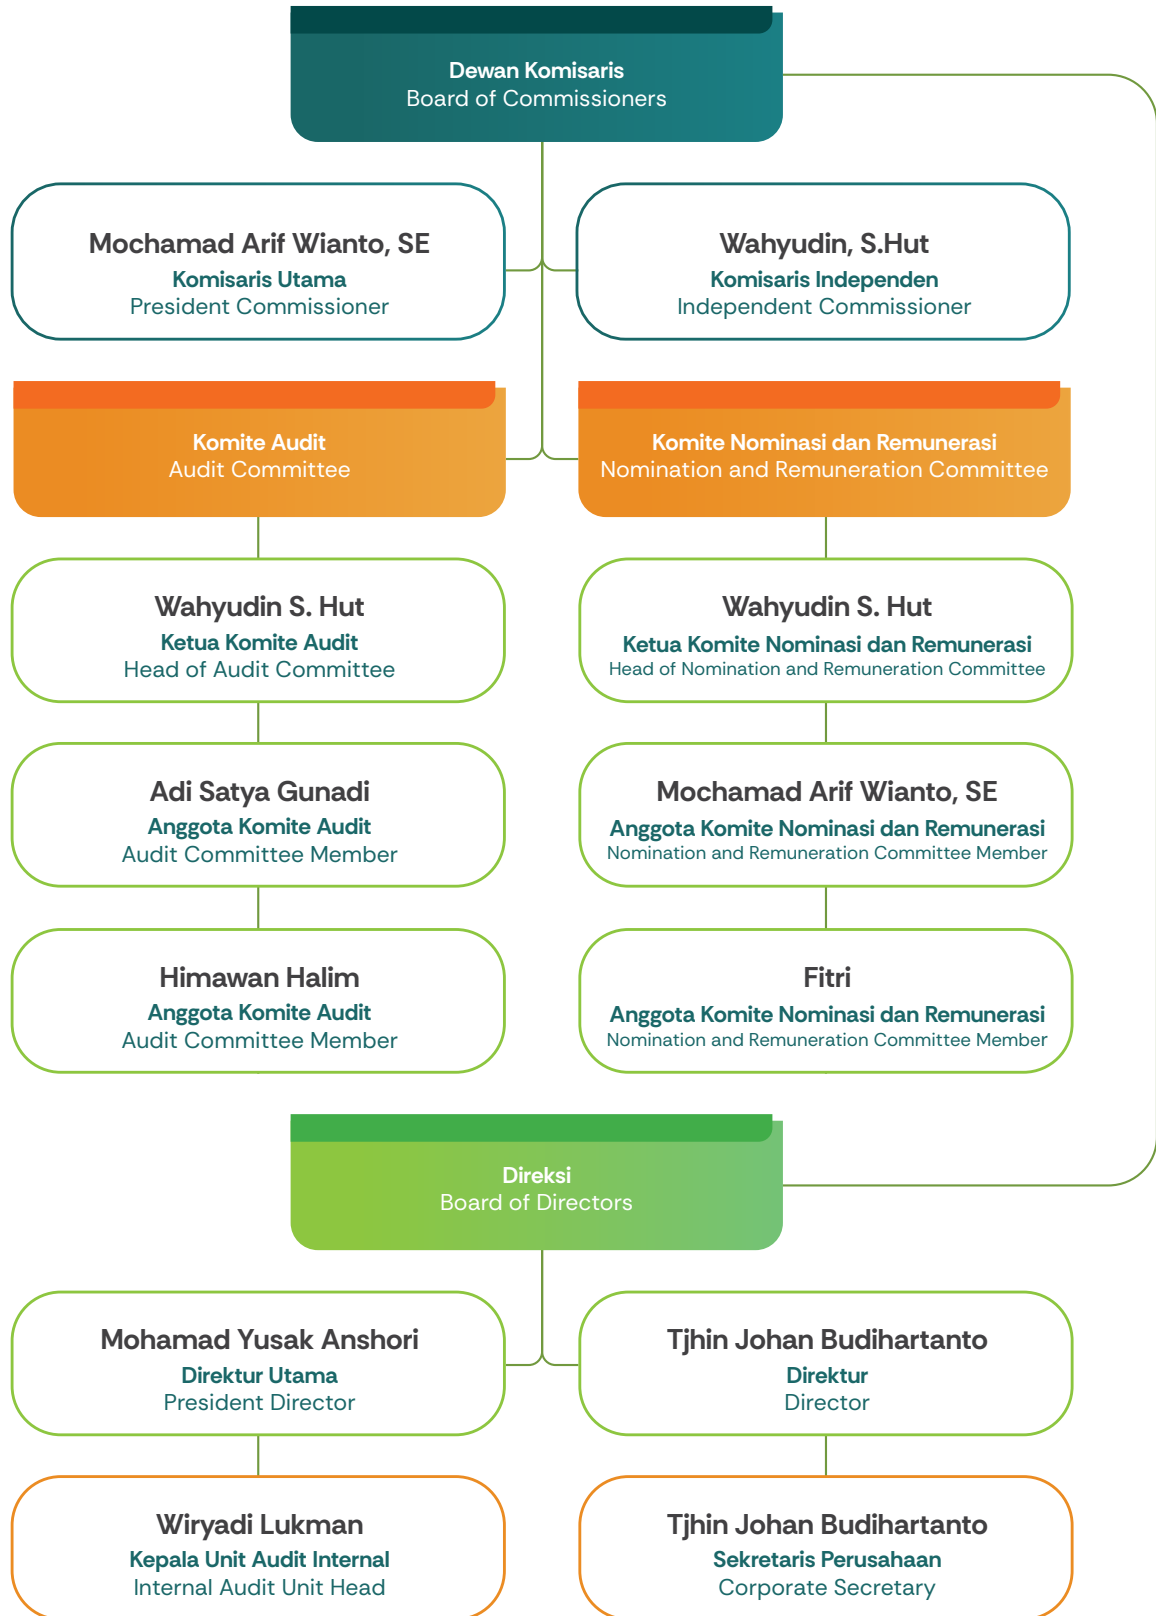 Dewan Komisaris
Board of Commissioners
Mochamad Arif Wianto, SE
Komisaris Utama
President Commissioner
Wahyudin, S.Hut
Komisaris Independen
Independent Commissioner
Komite Audit
Audit Committee
Komite Nominasi dan Remunerasi
Nomination and Remuneration Committee
Wahyudin S. Hut
Ketua Komite Audit
Head of Audit Committee
Wahyudin S. Hut
Ketua Komite Nominasi dan Remunerasi
Head of Nomination and Remuneration Committee
Adi Satya Gunadi
Anggota Komite Audit
Audit Committee Member
Mochamad Arif Wianto, SE
Anggota Komite Nominasi dan Remunerasi
Nomination and Remuneration Committee Member
Himawan Halim
Anggota Komite Audit
Audit Committee Member
Fitri
Anggota Komite Nominasi dan Remunerasi
Nomination and Remuneration Committee Member
Direksi
Board of Directors
Mohamad Yusak Anshori
Direktur Utama
President Director
Tjhin Johan Budihartanto
Direktur
Director
Wiryadi Lukman
Kepala Unit Audit Internal
Internal Audit Unit Head
Tjhin Johan Budihartanto
Sekretaris Perusahaan
Corporate Secretary